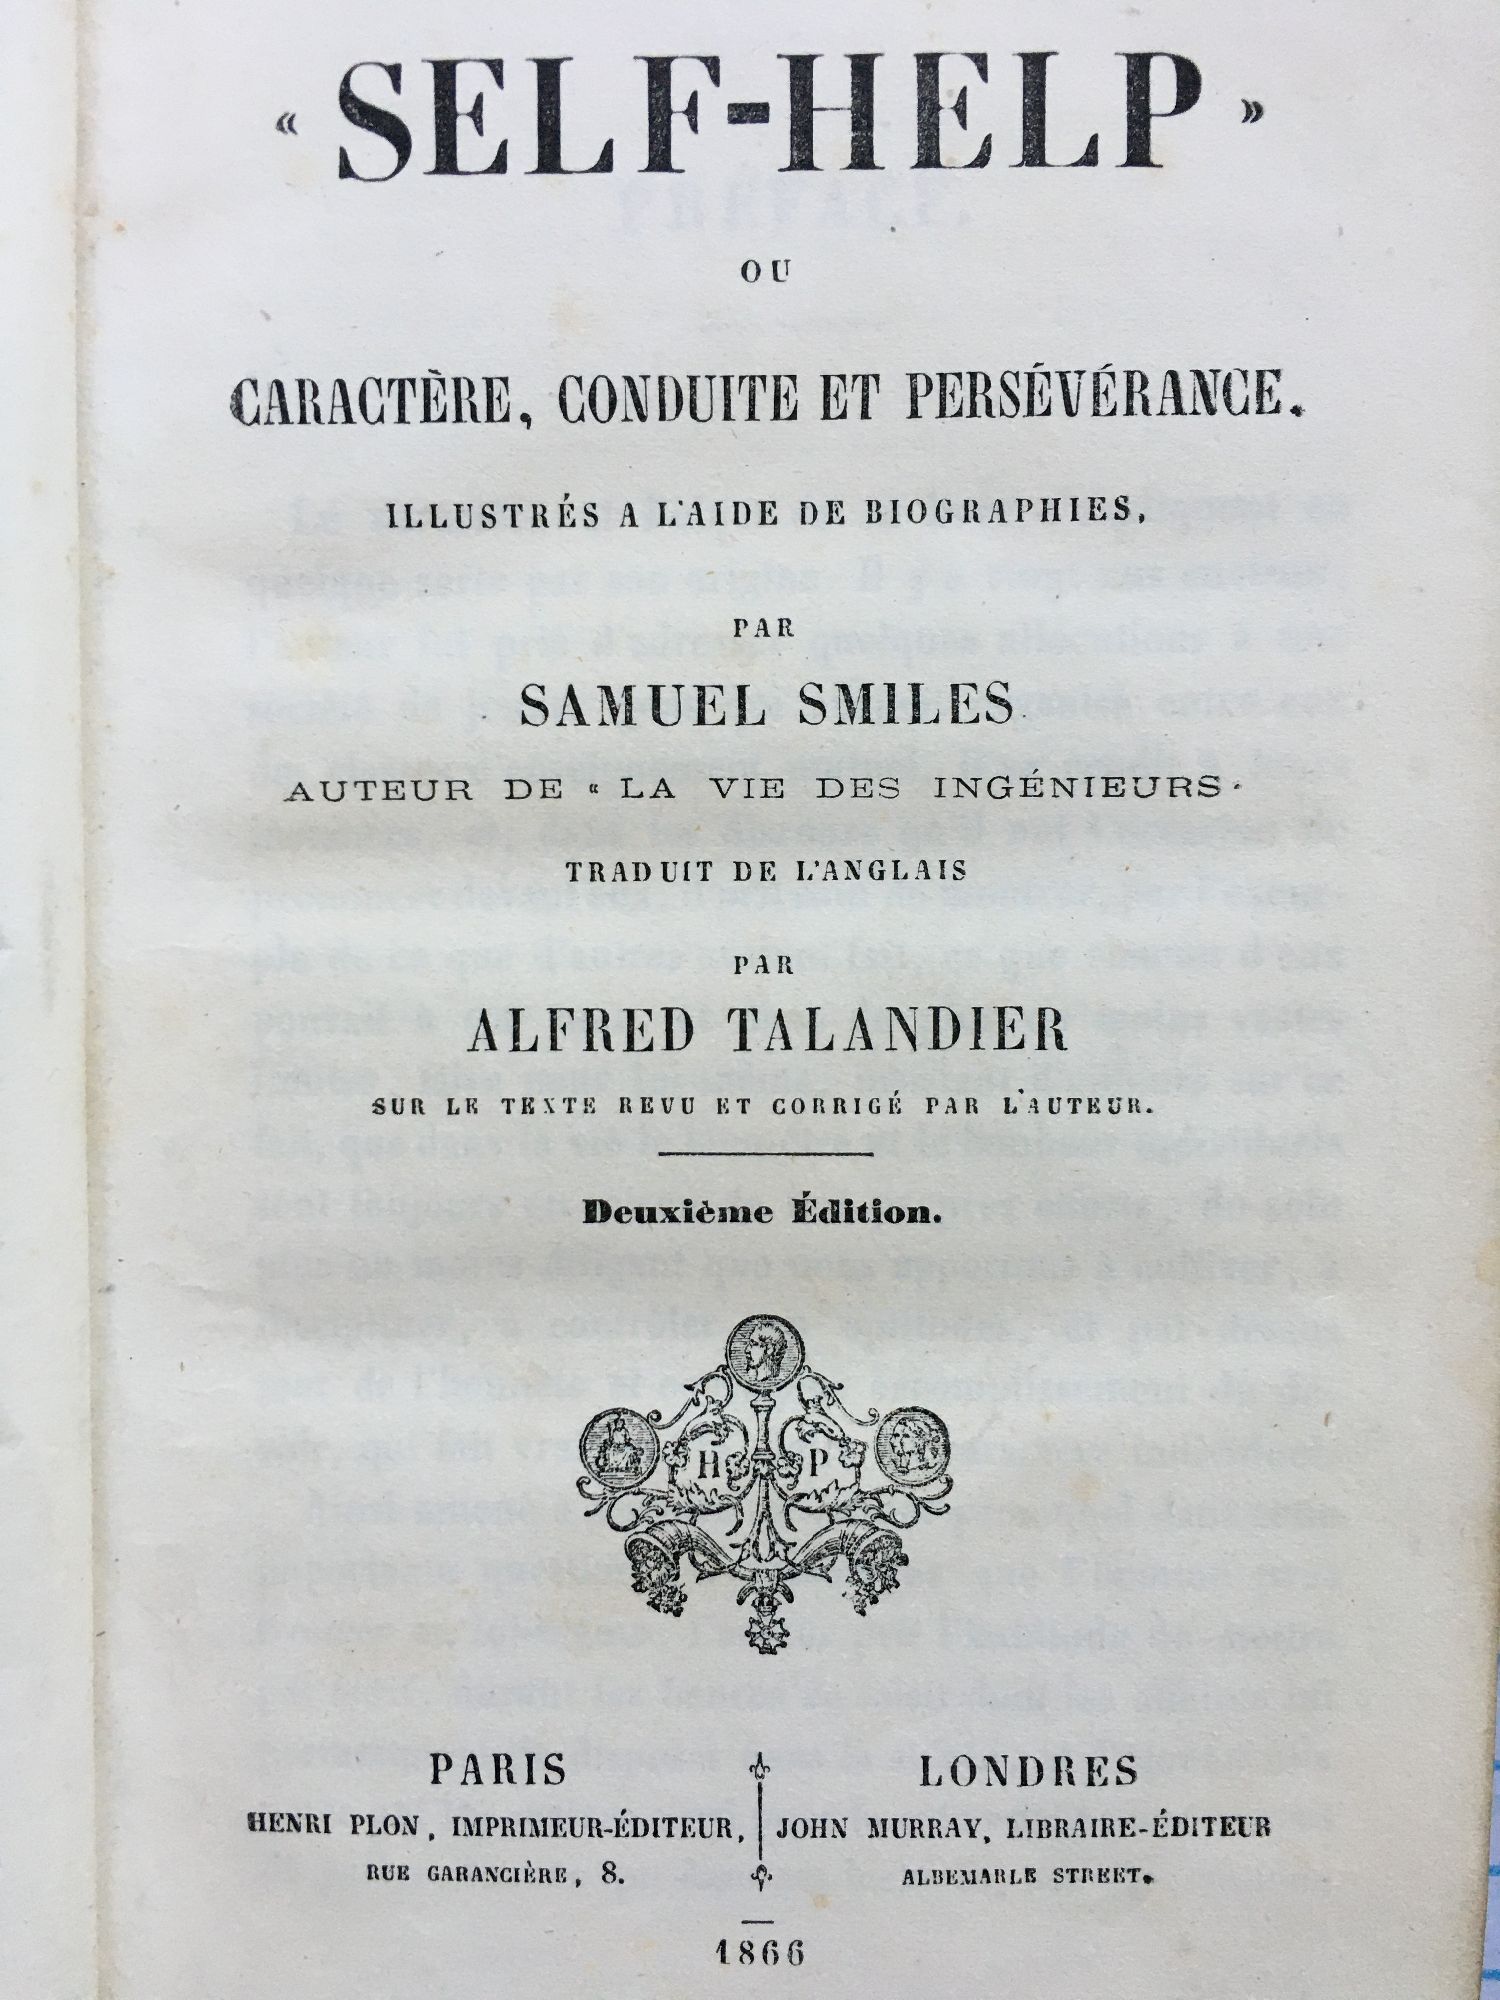 « SELF-HELP »
OU
CARACTÈRE, CONDUITE ET PERSÉVÉRANCE.
ILLUSTRÉS A L'AIDE DE BIOGRAPHIES,
PAR
SAMUEL SMILES
AUTEUR DE « LA VIE DES INGÉNIEURS
TRADUIT DE L'ANGLAIS
PAR
ALFRED TALANDIER
SUR LE TEXTE REVU ET CORRIGÉ PAR L'AUTEUR.
Deuxième Édition.
H P
PARIS
HENRI PLON, IMPRIMEUR-ÉDITEUR,
RUE GARANCIÈRE, 8.
LONDRES
JOHN MURRAY, LIBRAIRE-ÉDITEUR
ALBEMARLE STREET.
1866